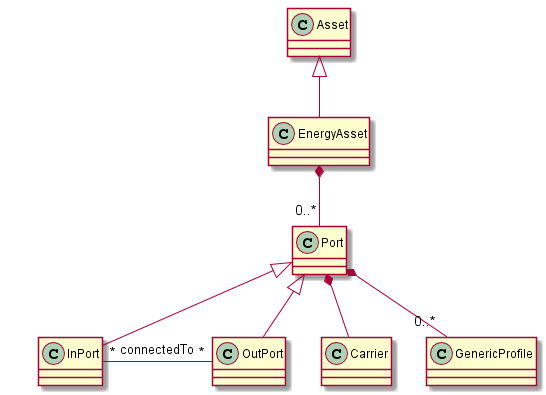 C Asset
C EnergyAsset
0..*
C Port
0..*
C InPort
* connectedTo *
C OutPort
C Carrier
C GenericProfile